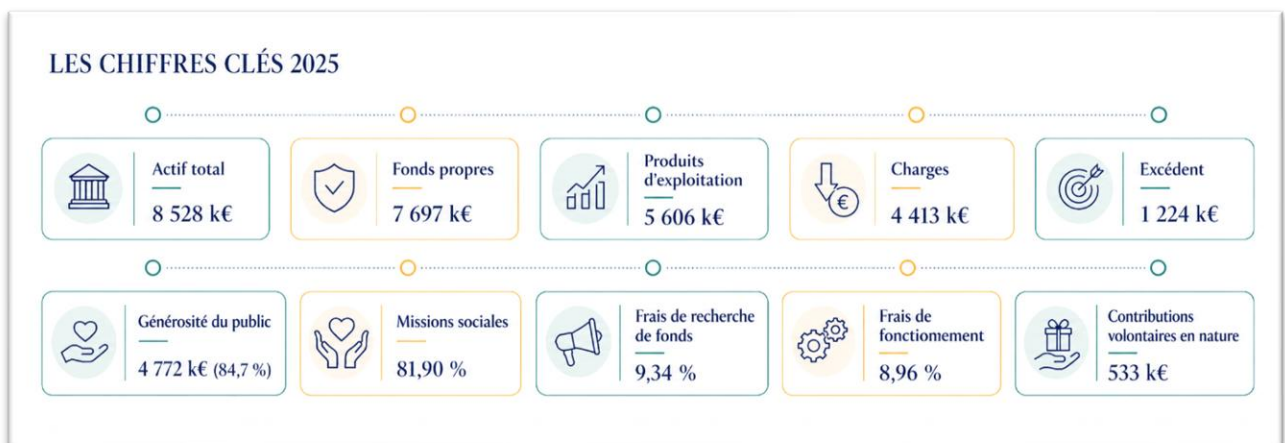 LES CHIFFRES CLÉS 2025
Actif total
8 528 k€
Fonds propres
7 697 k€
Produits
d'exploitation
5 606 k€
€
Charges
4 413 k€
Excédent
1 224 k€
Générosité du public
4 772 k€ (84,7 %)
Missions sociales
81,90 %
Frais de recherche
de fonds
9,34 %
Frais de
fonctionement
8,96 %
Contributions
volontaires en nature
533 k€